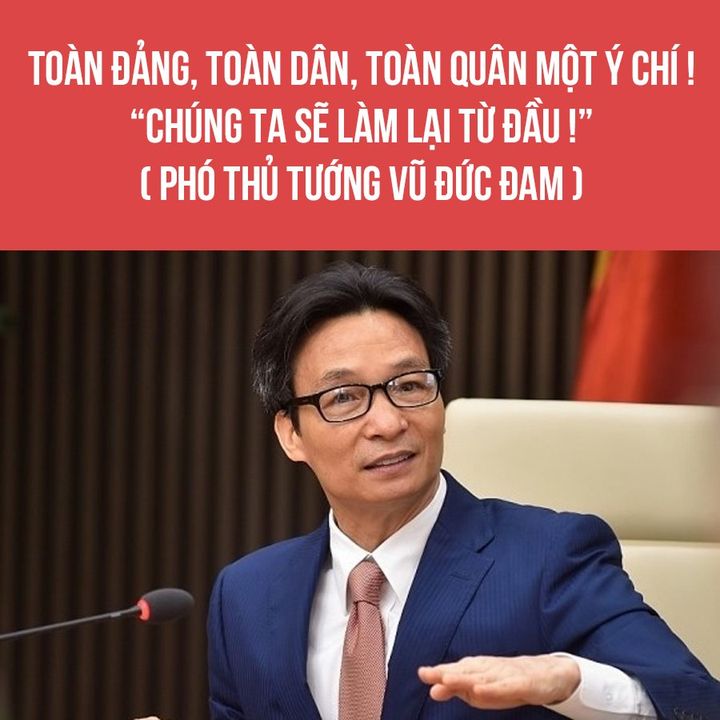 TOÀN ĐẢNG, TOÀN DÂN, TOÀN QUÂN MỘT Ý CHÍ !
“CHÚNG TA SẼ LÀM LẠI TỪ ĐẦU !”
( PHÓ THỦ TƯỚNG VŨ ĐỨC ĐAM )